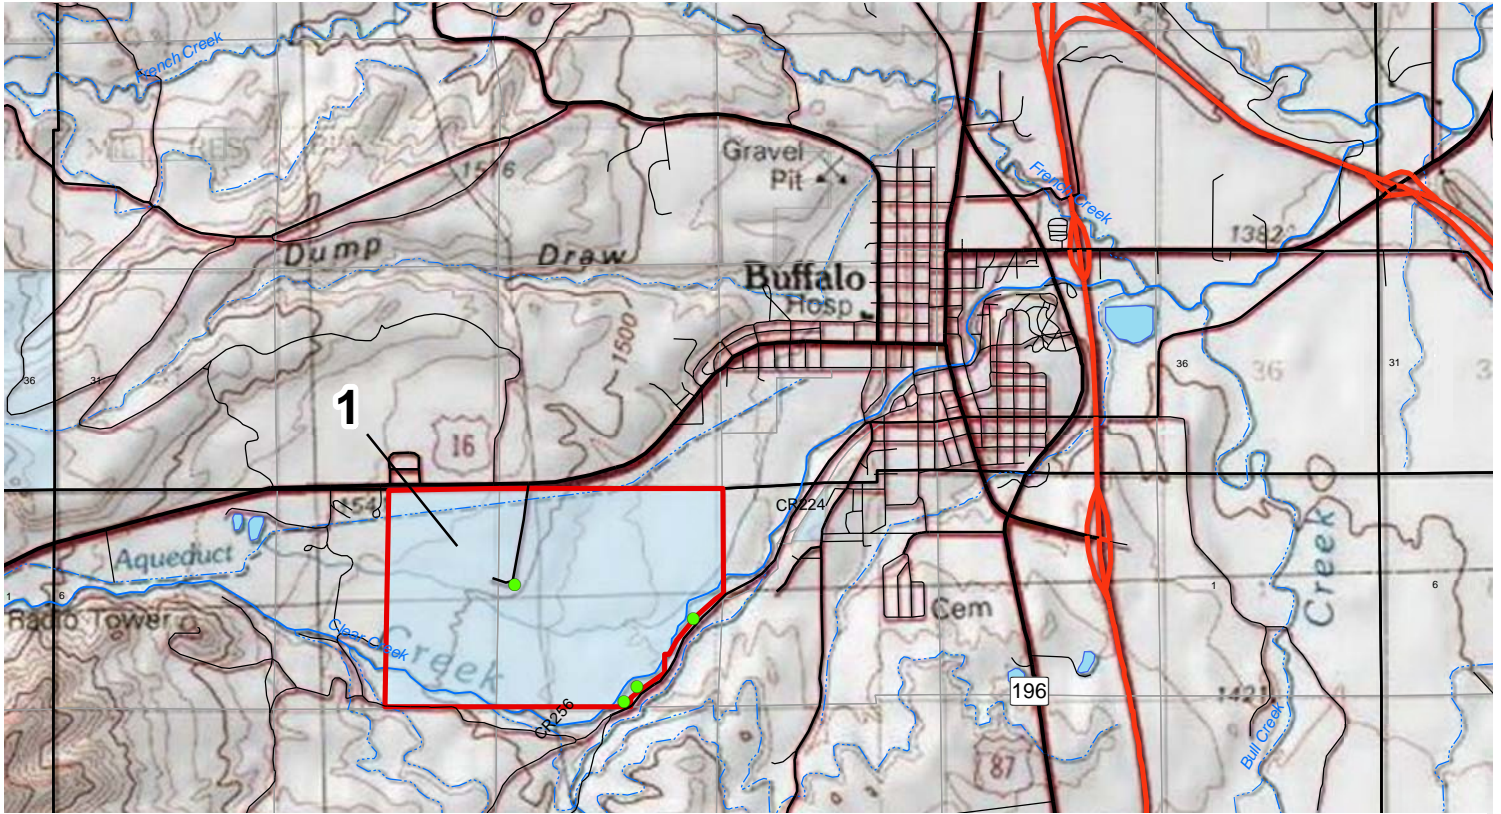 French Creek
Gravel
Pit
1516
French Creek
1382
Dump Draw
Buffalo
Hosp
1500
36
31
36
36
31
1
16
154
CR224
Aqueduct
Creek
1
6
Cem
1
6
Radio Tower
Clear Creek
Creek
196
1421
CR256
Bull Creek
87